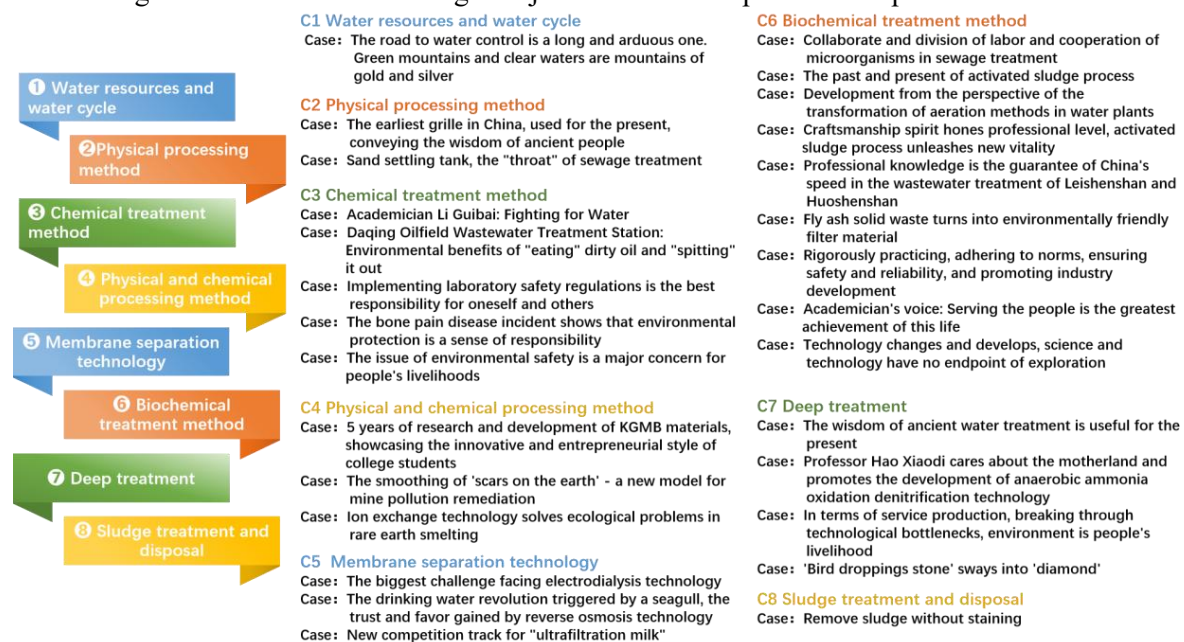 ❶ Water resources and
water cycle
❷Physical processing
method
❸ Chemical treatment
method
❹ Physical and chemical
processing method
❺ Membrane separation
technology
❻ Biochemical
treatment method
❼ Deep treatment
❽ Sludge treatment and
disposal
C1 Water resources and water cycle
Case: The road to water control is a long and arduous one.
Green mountains and clear waters are mountains of
gold and silver
C2 Physical processing method
Case: The earliest grille in China, used for the present,
conveying the wisdom of ancient people
Case: Sand settling tank, the "throat" of sewage treatment
C3 Chemical treatment method
Case: Academician Li Guibai: Fighting for Water
Case: Daqing Oilfield Wastewater Treatment Station:
Environmental benefits of "eating" dirty oil and "spitting"
it out
Case: Implementing laboratory safety regulations is the best
responsibility for oneself and others
Case: The bone pain disease incident shows that environmental
protection is a sense of responsibility
Case: The issue of environmental safety is a major concern for
people's livelihoods
C4 Physical and chemical processing method
Case: 5 years of research and development of KGMB materials,
showcasing the innovative and entrepreneurial style of
college students
Case: The smoothing of 'scars on the earth' - a new model for
mine pollution remediation
Case: Ion exchange technology solves ecological problems in
rare earth smelting
C5 Membrane separation technology
Case: The biggest challenge facing electrodialysis technology
Case: The drinking water revolution triggered by a seagull, the
trust and favor gained by reverse osmosis technology
Case: New competition track for "ultrafiltration milk"
C6 Biochemical treatment method
Case: Collaborate and division of labor and cooperation of
microorganisms in sewage treatment
Case: The past and present of activated sludge process
Case: Development from the perspective of the
transformation of aeration methods in water plants
Case: Craftsmanship spirit hones professional level, activated
sludge process unleashes new vitality
Case: Professional knowledge is the guarantee of China's
speed in the wastewater treatment of Leishenshan and
Huoshenshan
Case: Fly ash solid waste turns into environmentally friendly
filter material
Case: Rigorously practicing, adhering to norms, ensuring
safety and reliability, and promoting industry
development
Case: Academician's voice: Serving the people is the greatest
achievement of this life
Case: Technology changes and develops, science and
technology have no endpoint of exploration
C7 Deep treatment
Case: The wisdom of ancient water treatment is useful for the
present
Case: Professor Hao Xiaodi cares about the motherland and
promotes the development of anaerobic ammonia
oxidation denitrification technology
Case: In terms of service production, breaking through
technological bottlenecks, environment is people's
livelihood
Case: 'Bird droppings stone' sways into 'diamond'
C8 Sludge treatment and disposal
Case: Remove sludge without staining